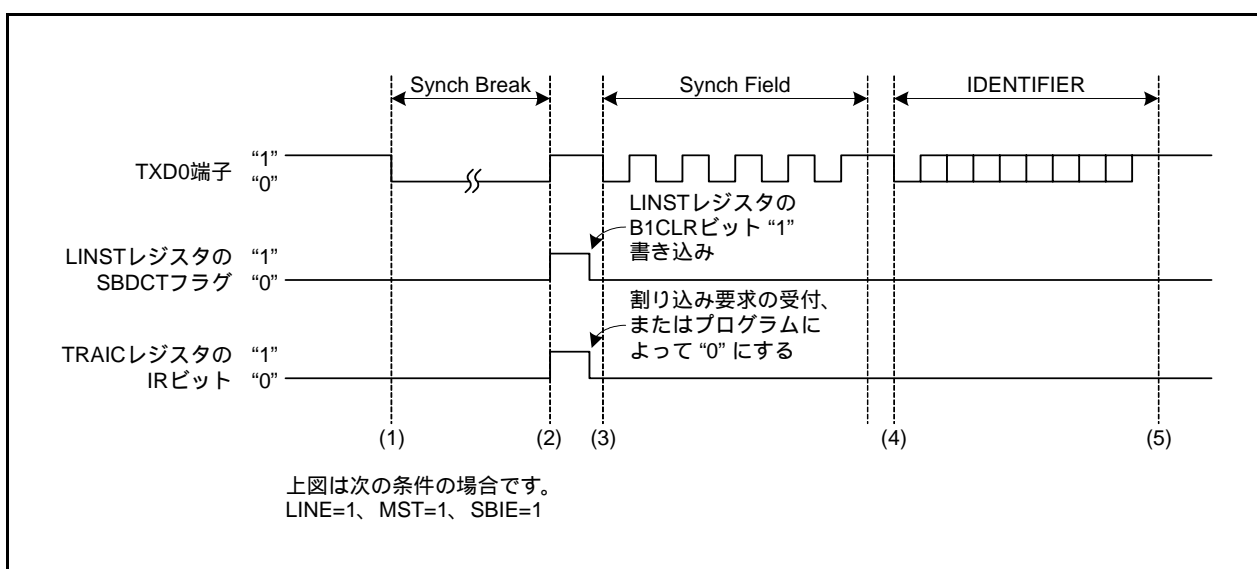 Synch Break
Synch Field
IDENTIFIER
TXD0端子
“1”
“0”
LINSTレジスタの
B1CLRビット “1”
書き込み
LINSTレジスタの
SBDCTフラグ
“1”
“0”
割り込み要求の受付、
またはプログラムに
よって “0” にする
TRAICレジスタの
IRビット
“1”
“0”
(1)
(2)
(3)
(4)
(5)
上図は次の条件の場合です。
LINE=1、MST=1、SBIE=1